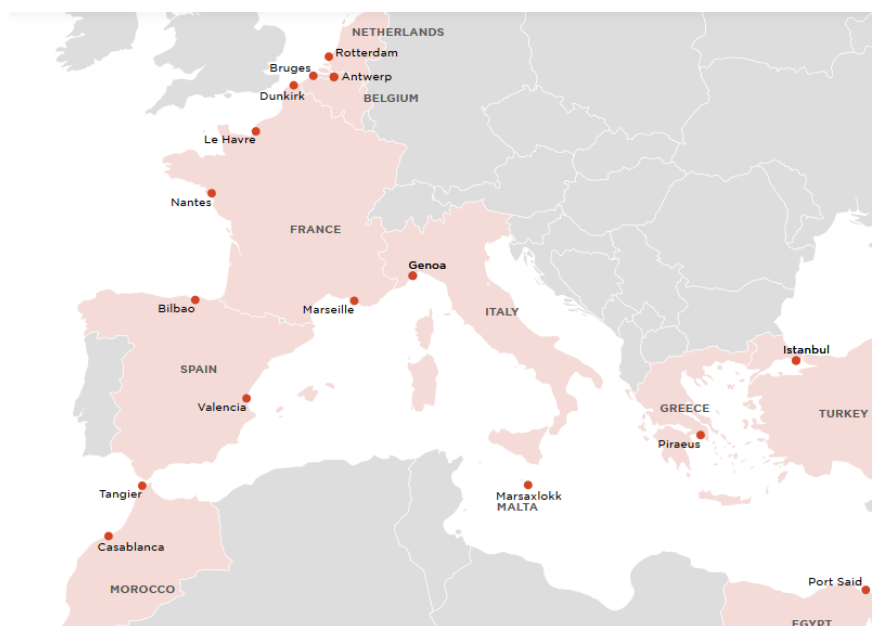 NETHERLANDS
Rotterdam
Bruges
Antwerp
Dunkirk
BELGIUM
Le Havre
Nantes
FRANCE
Genoa
Bilbao
Marseille
ITALY
Istanbul
SPAIN
Valencia
GREECE
TURKEY
Piraeus
Tangier
Marsaxlokk
MALTA
Casablanca
Port Said
MOROCCO
EGYPT